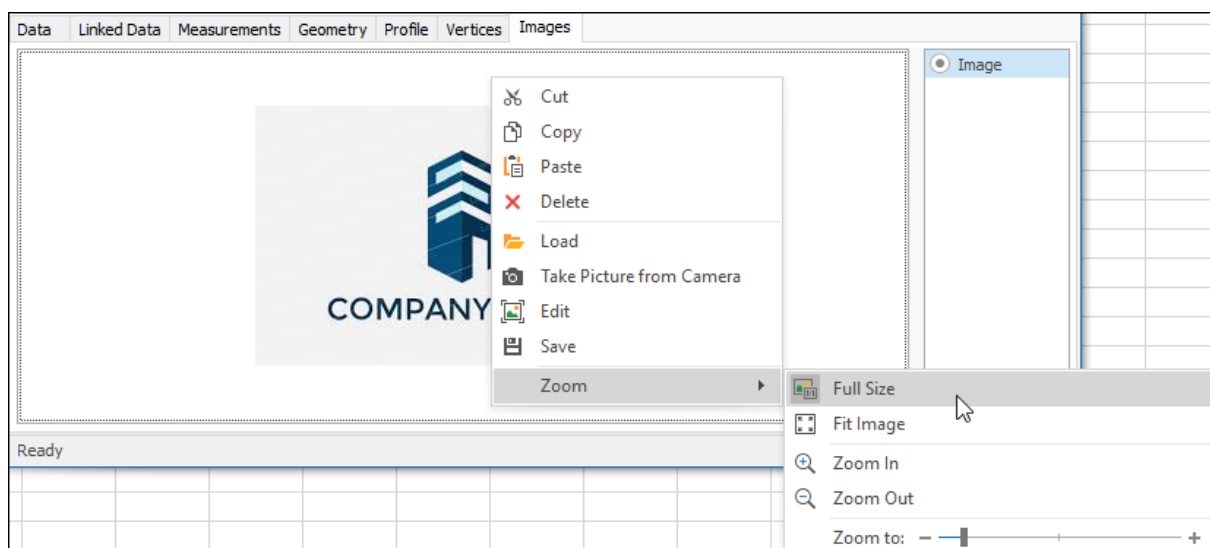 Data Linked Data Measurements Geometry Profile Vertices Images
Image
Cut
Copy
Paste
Delete
Load
Take Picture from Camera
Edit
Save
Zoom
COMPANY
Full Size
Fit Image
Zoom In
Zoom Out
Zoom to:
Ready